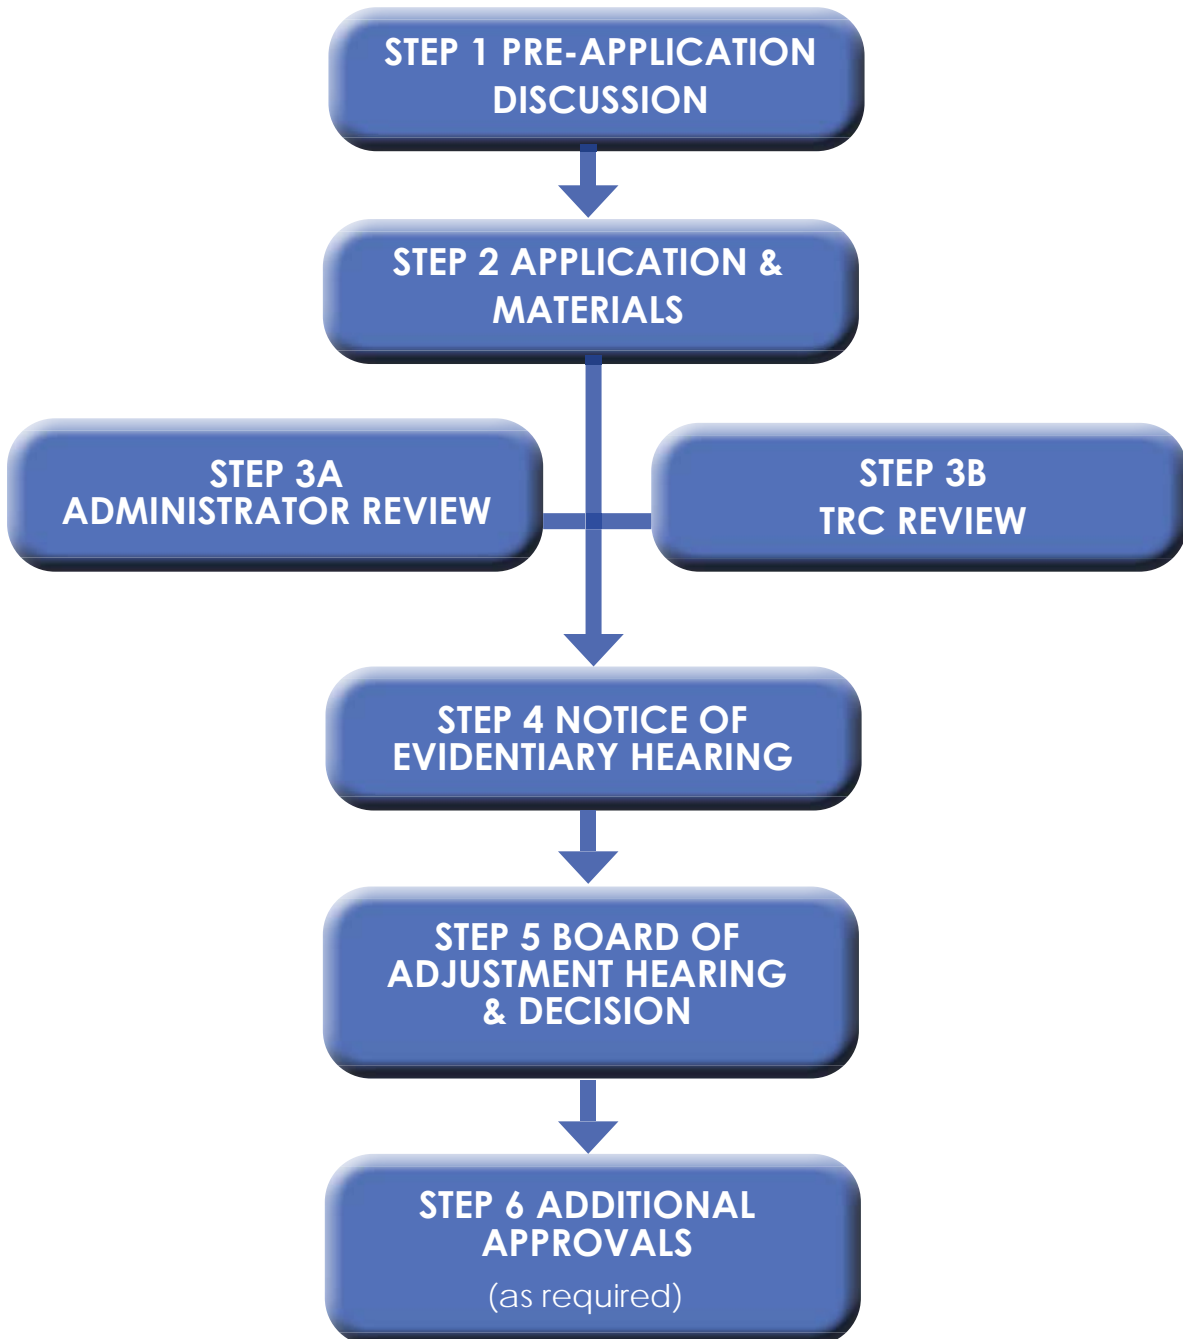 STEP 1 PRE-APPLICATION
DISCUSSION
STEP 2 APPLICATION &
MATERIALS
STEP 3A
ADMINISTRATOR REVIEW
STEP 3B
TRC REVIEW
STEP 4 NOTICE OF
EVIDENTIARY HEARING
STEP 5 BOARD OF
ADJUSTMENT HEARING
& DECISION
STEP 6 ADDITIONAL
APPROVALS
(as required)